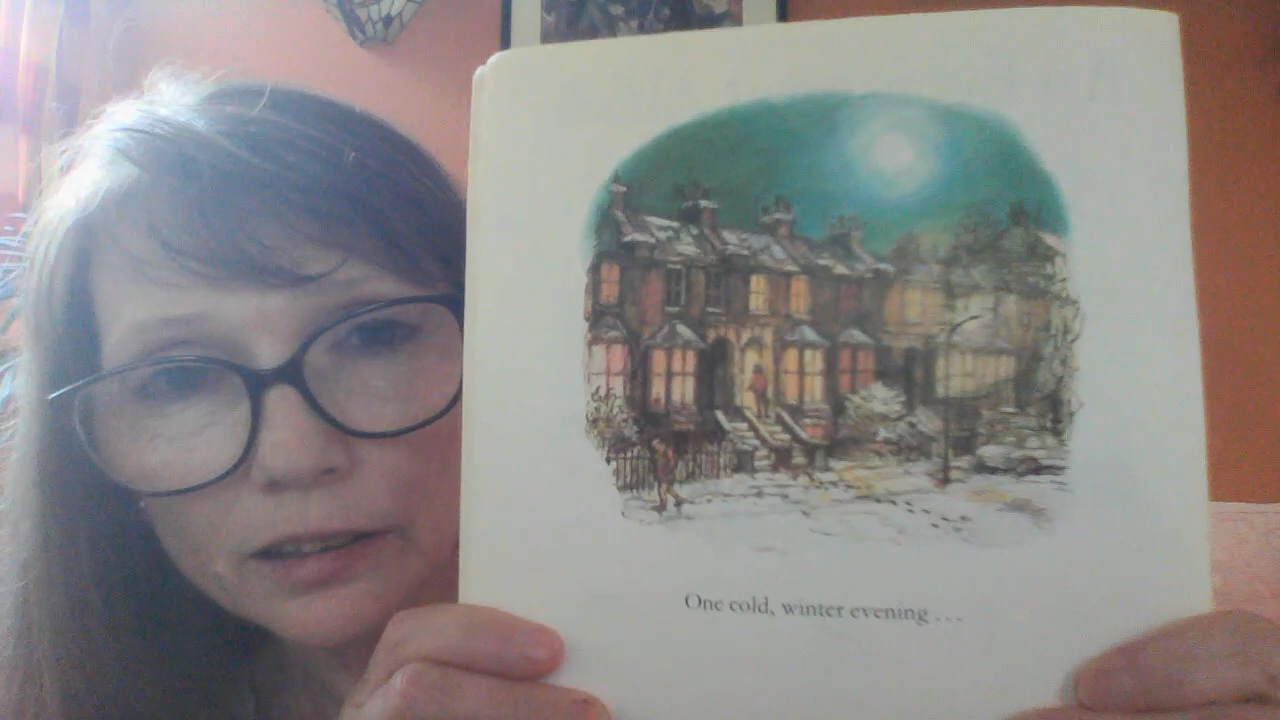 One cold, winter evening . . .